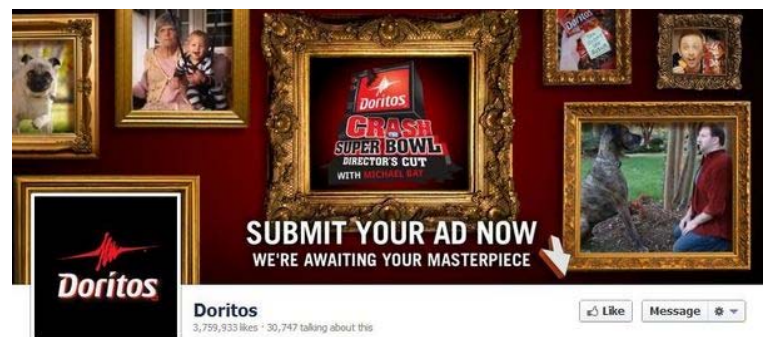 Doritos
CRASH
THE
SUPER BOWL
DIRECTOR'S CUT
WITH MICHAEL BAY
SUBMIT YOUR AD NOW
WE'RE AWAITING YOUR MASTERPIECE
Doritos
Doritos
3,759,933 likes · 30,747 talking about this
Like
Message